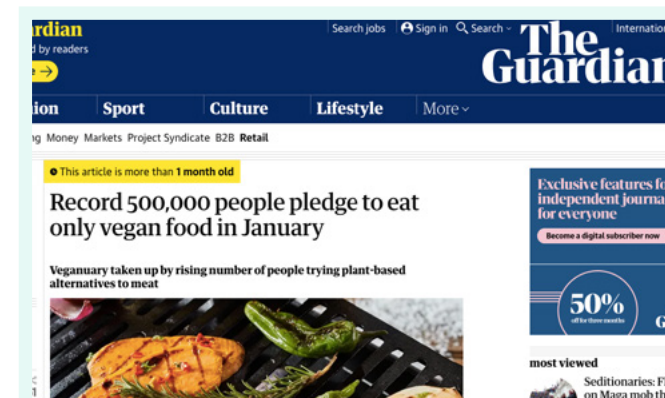 rdian
d by readers
Search jobs
Sign in
Search
Internation
The
Guardian
ion
Sport
Culture
Lifestyle
More
ng Money Markets Project Syndicate B2B Retail
This article is more than 1 month old
Record 500,000 people pledge to eat
only vegan food in January
Veganuary taken up by rising number of people trying plant-based
alternatives to meat
Exclusive features fo
independent journa
for everyone
Become a digital subscriber now
50%
off for three months
G
most viewed
Seditionaries: F
on Maga mob th